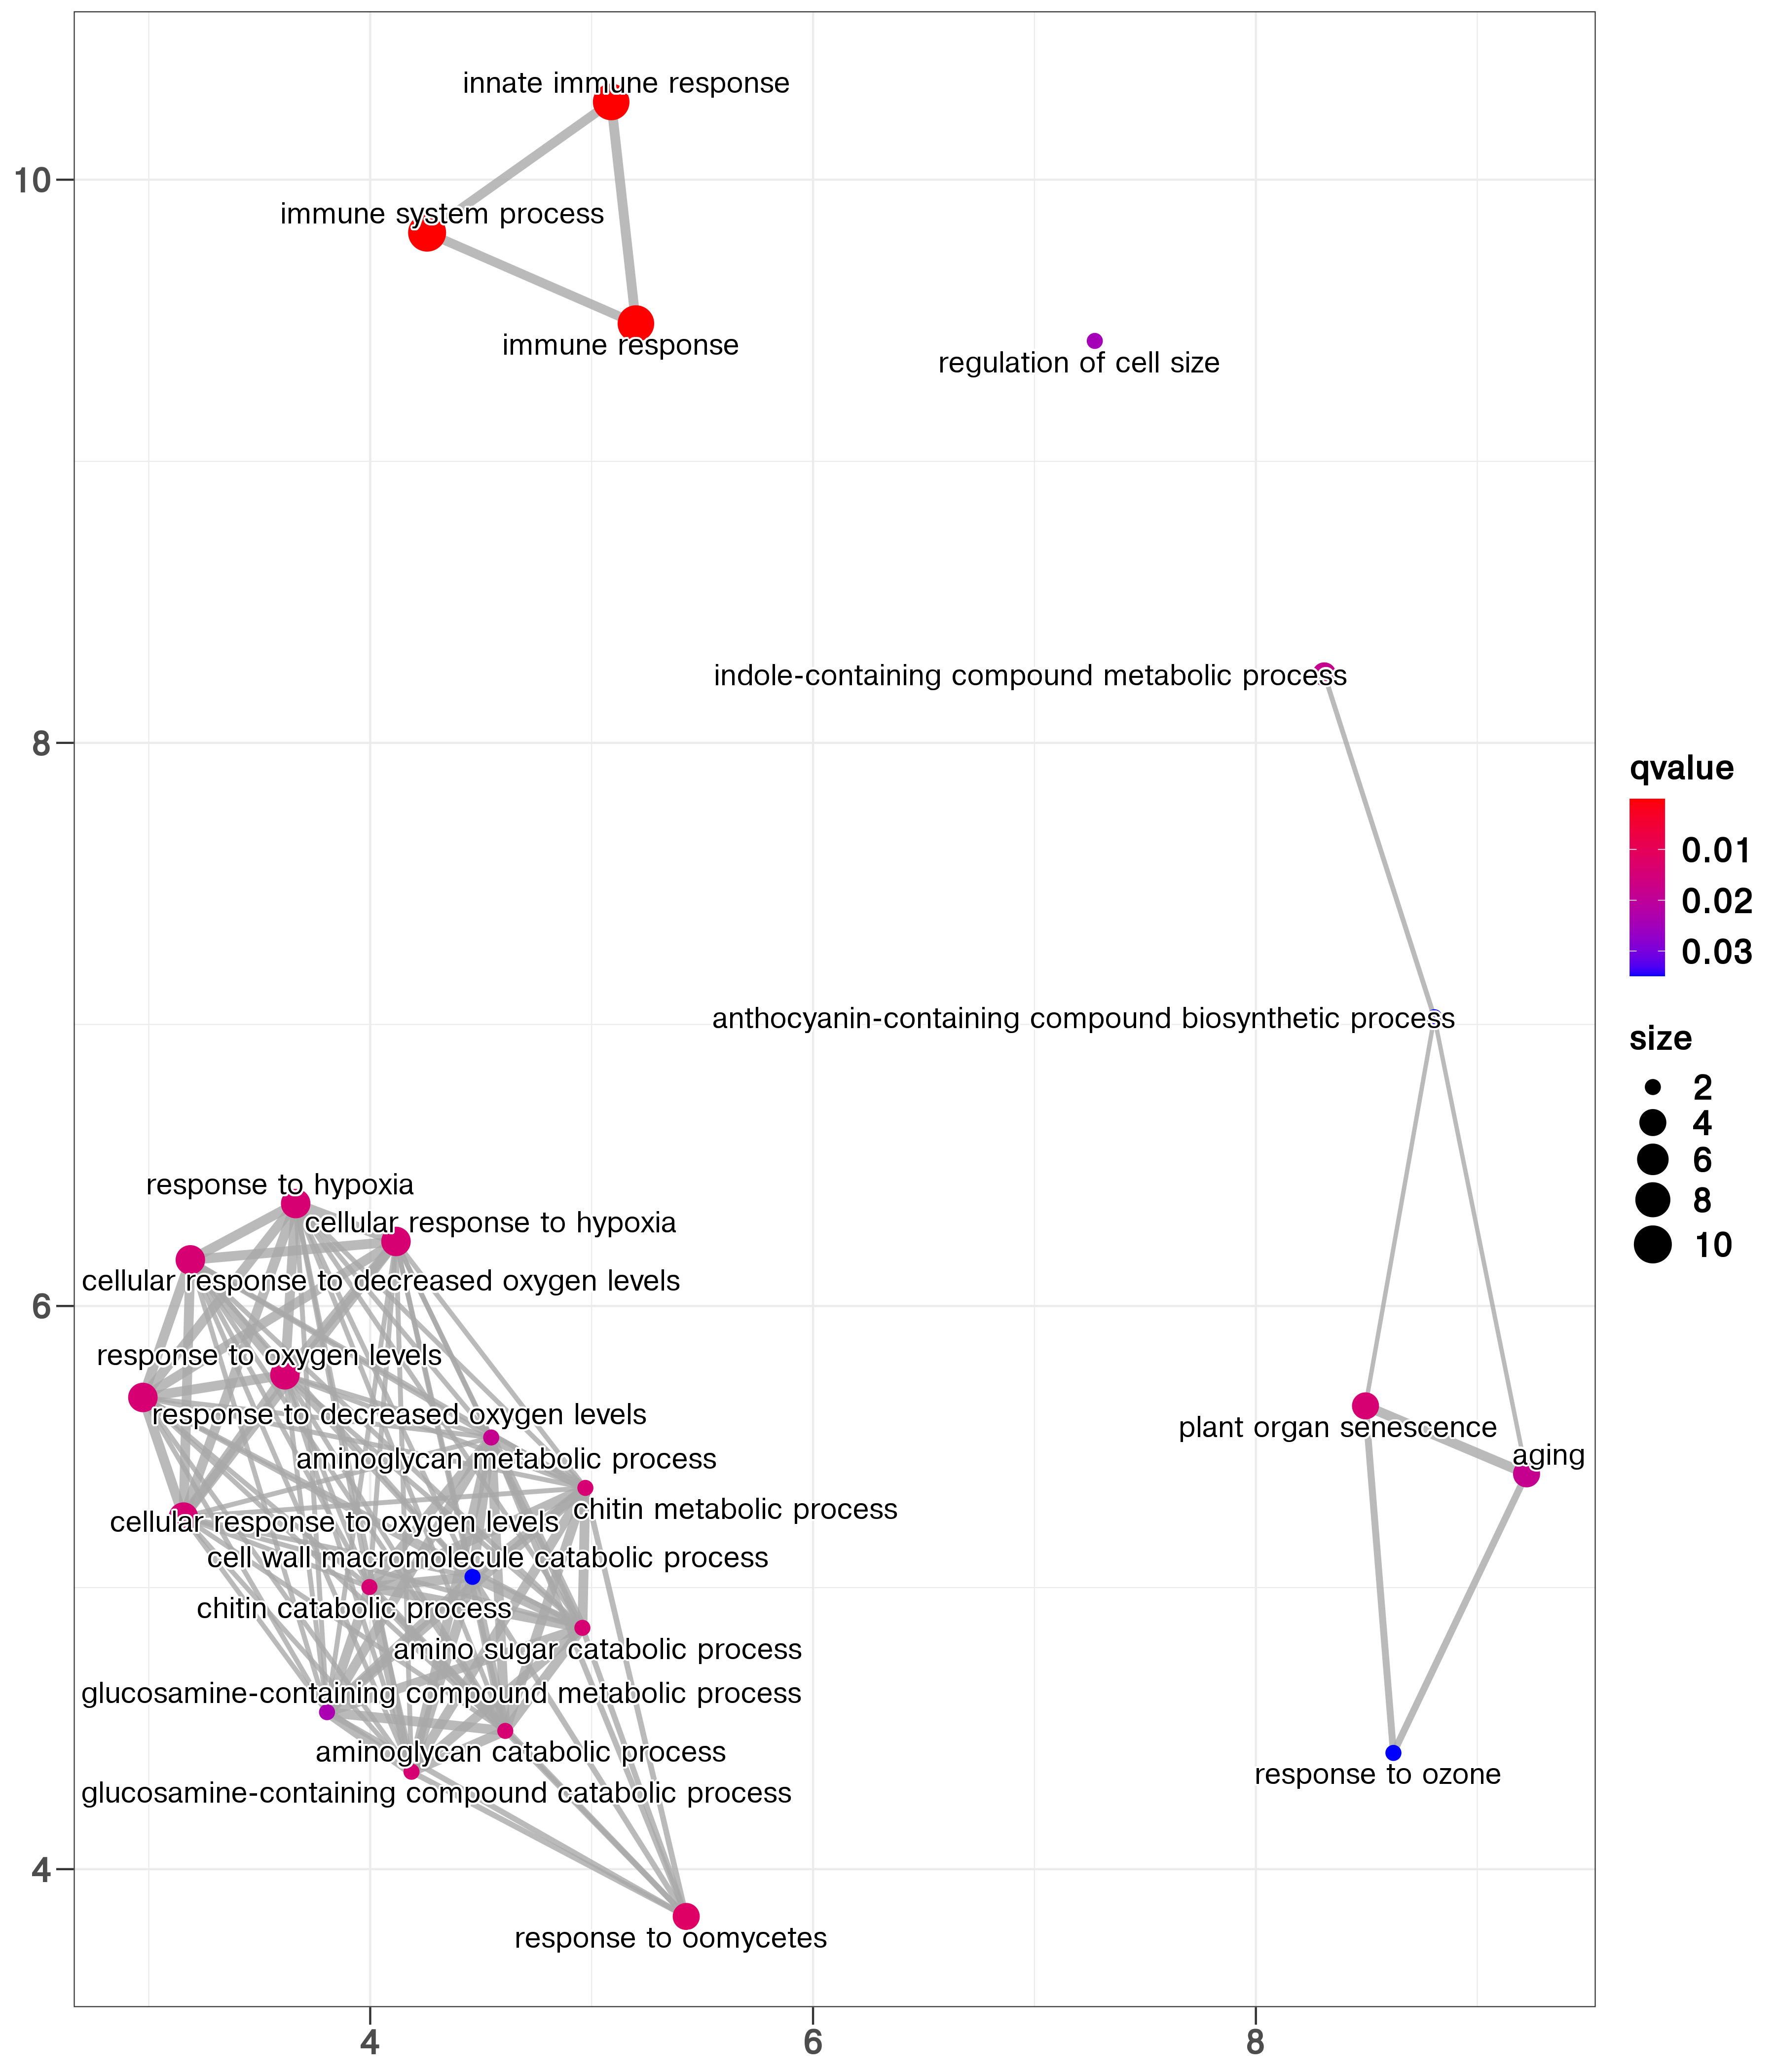 innate immune response
10
immune system process
immune response
regulation of cell size
indole-containing compound metabolic process
8
qvalue
0.01
0.02
0.03
anthocyanin-containing compound biosynthetic process
size
2
4
6
8
10
response to hypoxia
cellular response to hypoxia
cellular response to decreased oxygen levels
6
response to oxygen levels
response to decreased oxygen levels
plant organ senescence
aging
aminoglycan metabolic process
chitin metabolic process
cellular response to oxygen levels
cell wall macromolecule catabolic process
chitin catabolic process
amino sugar catabolic process
glucosamine-containing compound metabolic process
aminoglycan catabolic process
response to ozone
glucosamine-containing compound catabolic process
4
response to oomycetes
4
6
8